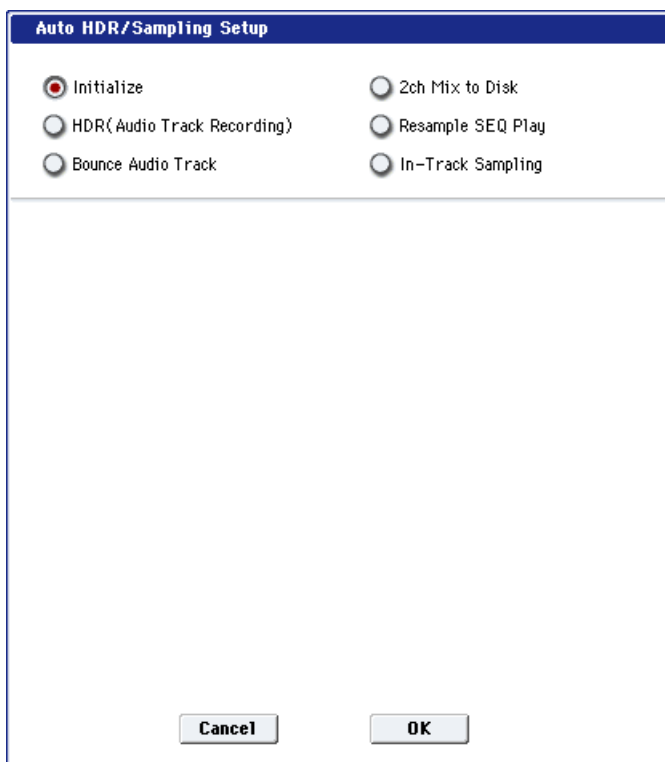 Auto HDR/Sampling Setup
Initialize
2ch Mix to Disk
HDR(Audio Track Recording)
Resample SEQ Play
Bounce Audio Track
In-Track Sampling
Cancel
OK